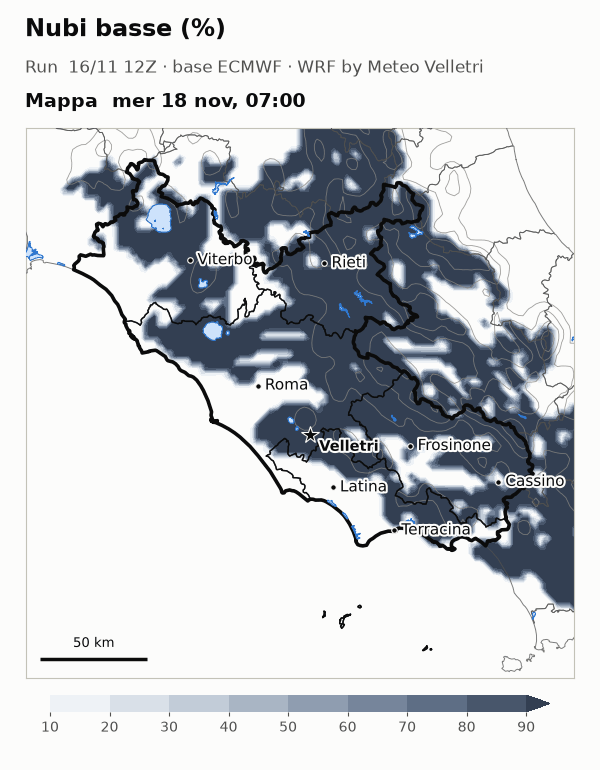 Nubi basse (%)
Run  16/11 12Z · base ECMWF · WRF by Meteo Velletri
Mappa  mer 18 nov, 07:00
Viterbo
Rieti
Roma
Velletri
Frosinone
Cassino
Latina
Terracina
50 km
10 20 30 40 50 60 70 80 90